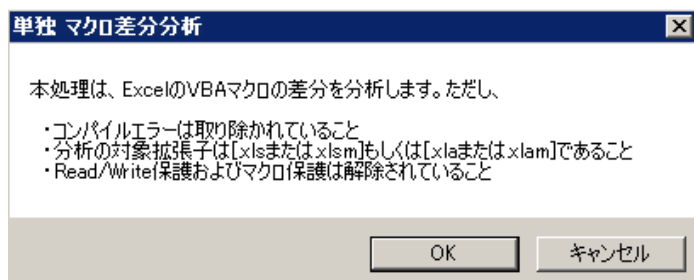 単独 マクロ差分分析
本処理は、ExcelのVBAマクロの差分を分析します。ただし、
・コンパイルエラーは取り除かれていること
・分析の対象拡張子は[xlsまたはxlsm]もしくは[xlaまたはxlam]であること
・Read/Write保護およびマクロ保護は解除されていること
OK
キャンセル